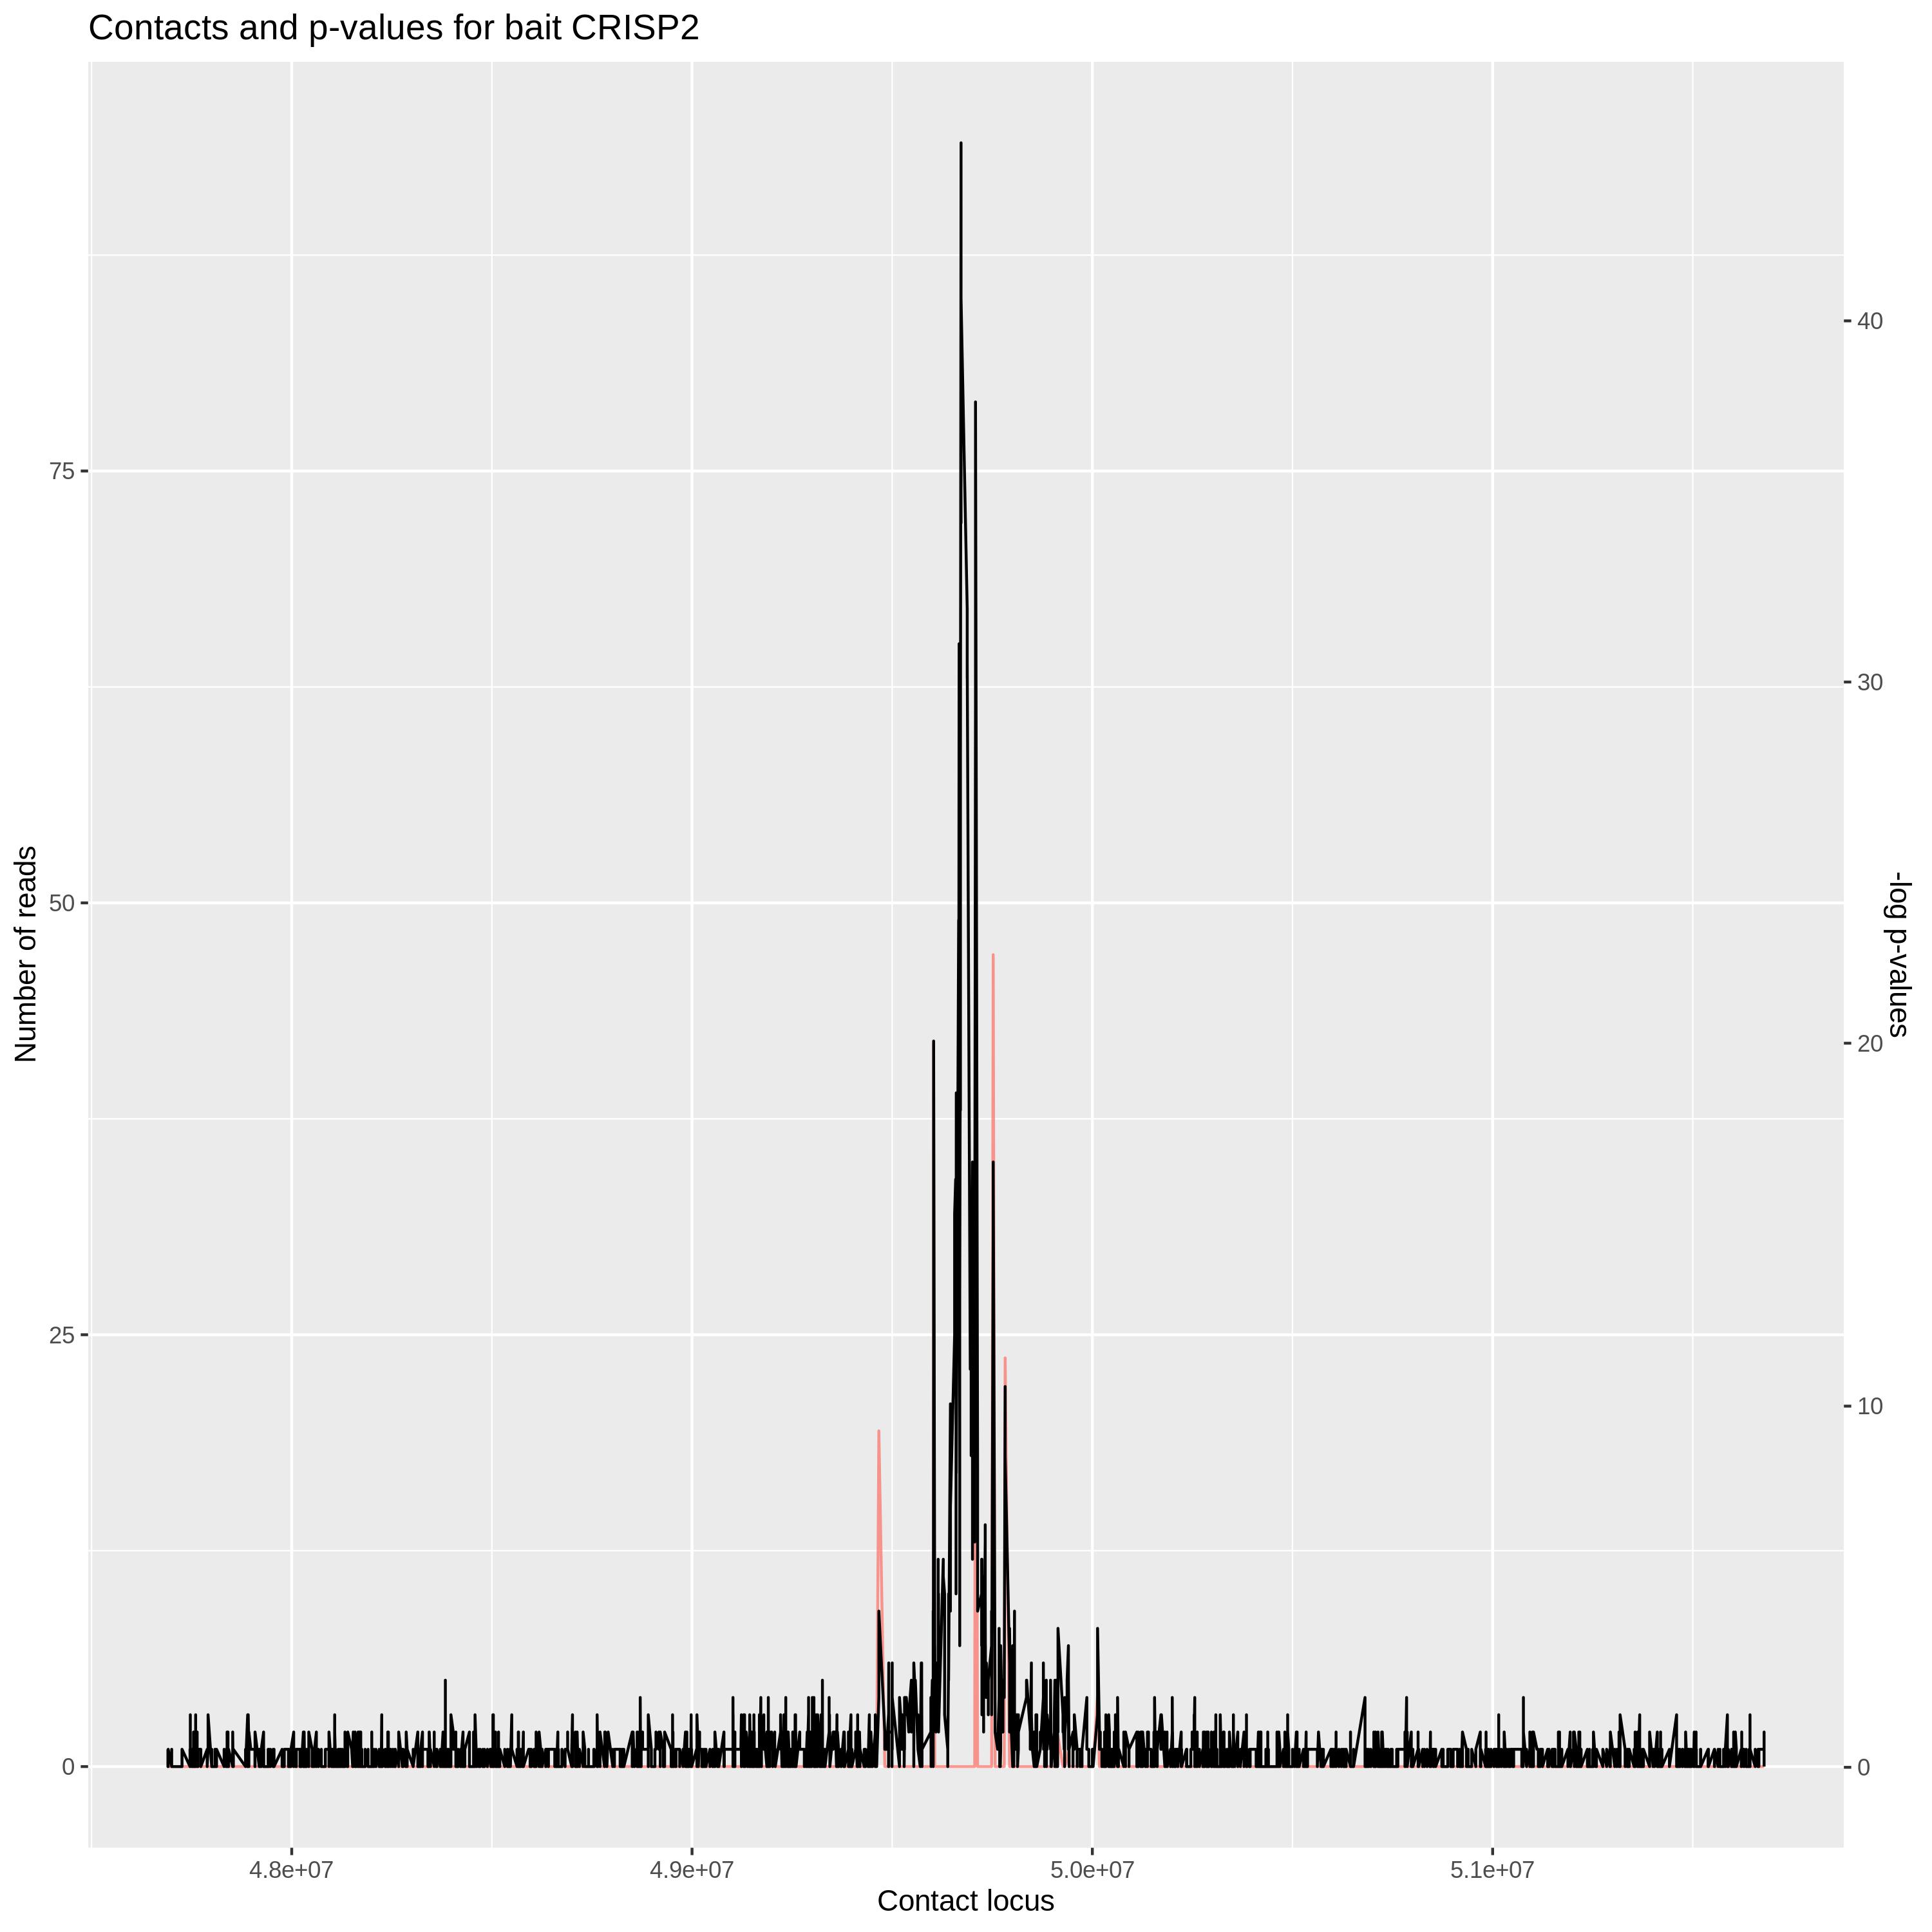 Contacts and p-values for bait CRISP2
75
50
25
0
Number of reads
40
30
20
10
0
-log p-values
4.8e+07
4.9e+07
5.0e+07
5.1e+07
Contact locus